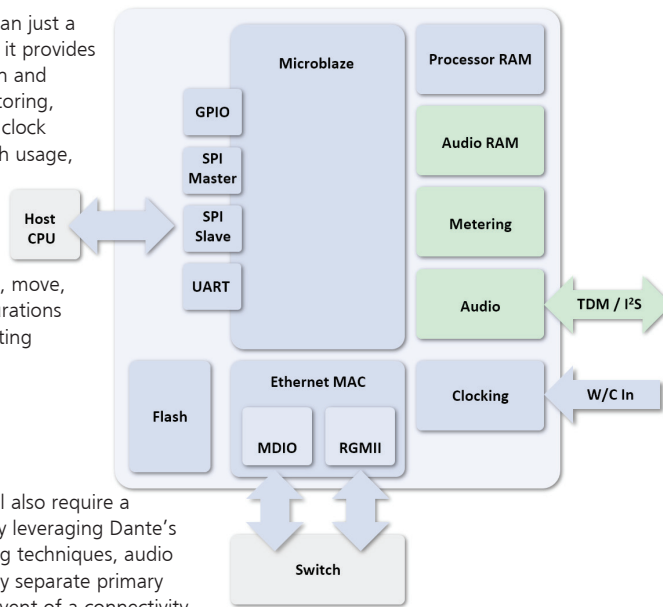 an just a
it provides
n and
toring,
clock
h usage,
, move,
urations
ting
l also require a
y leveraging Dante's
g techniques, audio
y separate primary
vent of a connectivity
Microblaze
Processor RAM
GPIO
Audio RAM
SPI
Master
Host
CPU
SPI
Slave
Metering
UART
Audio
TDM / I²S
Ethernet MAC
Clocking
W/C In
Flash
MDIO
RGMII
Switch